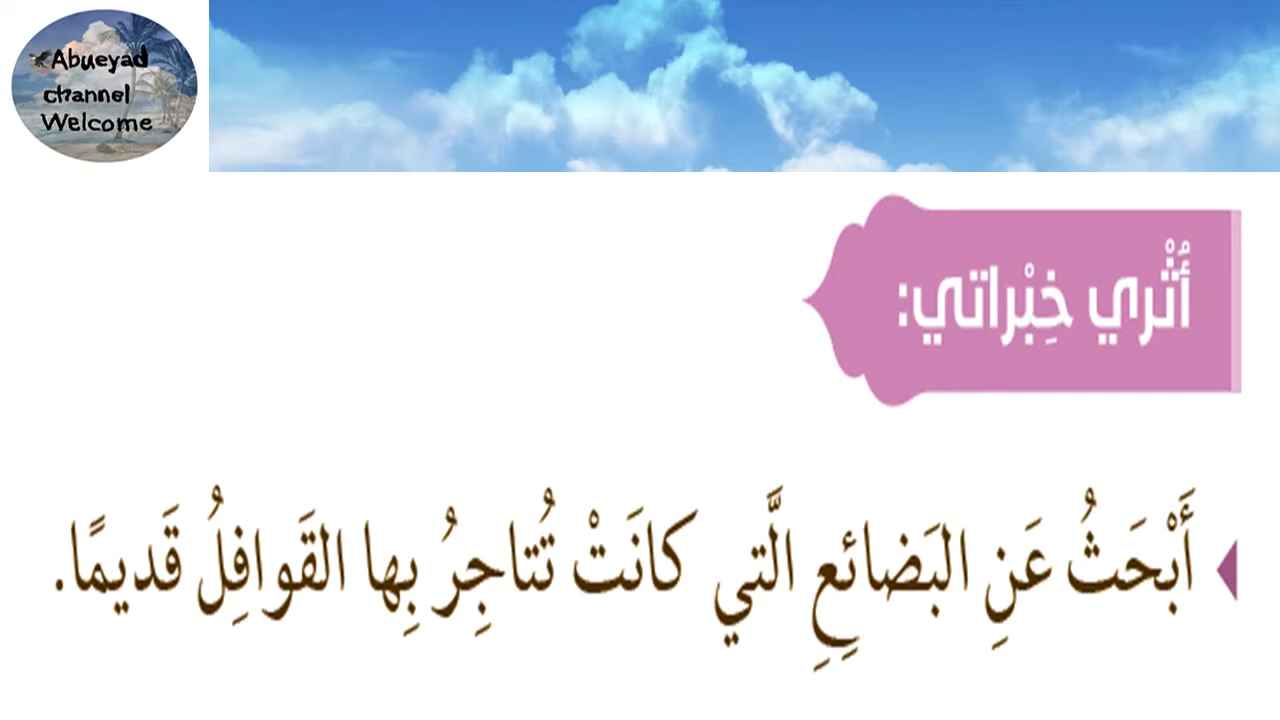 Abueyad
channel
Welcome
أُثْري خِبْراتي:
أَبْحَثُ عَنِ البَضائِعِ الَّتي كانَتْ تُتاجِرُ بِها القَوافِلُ قَديمًا.